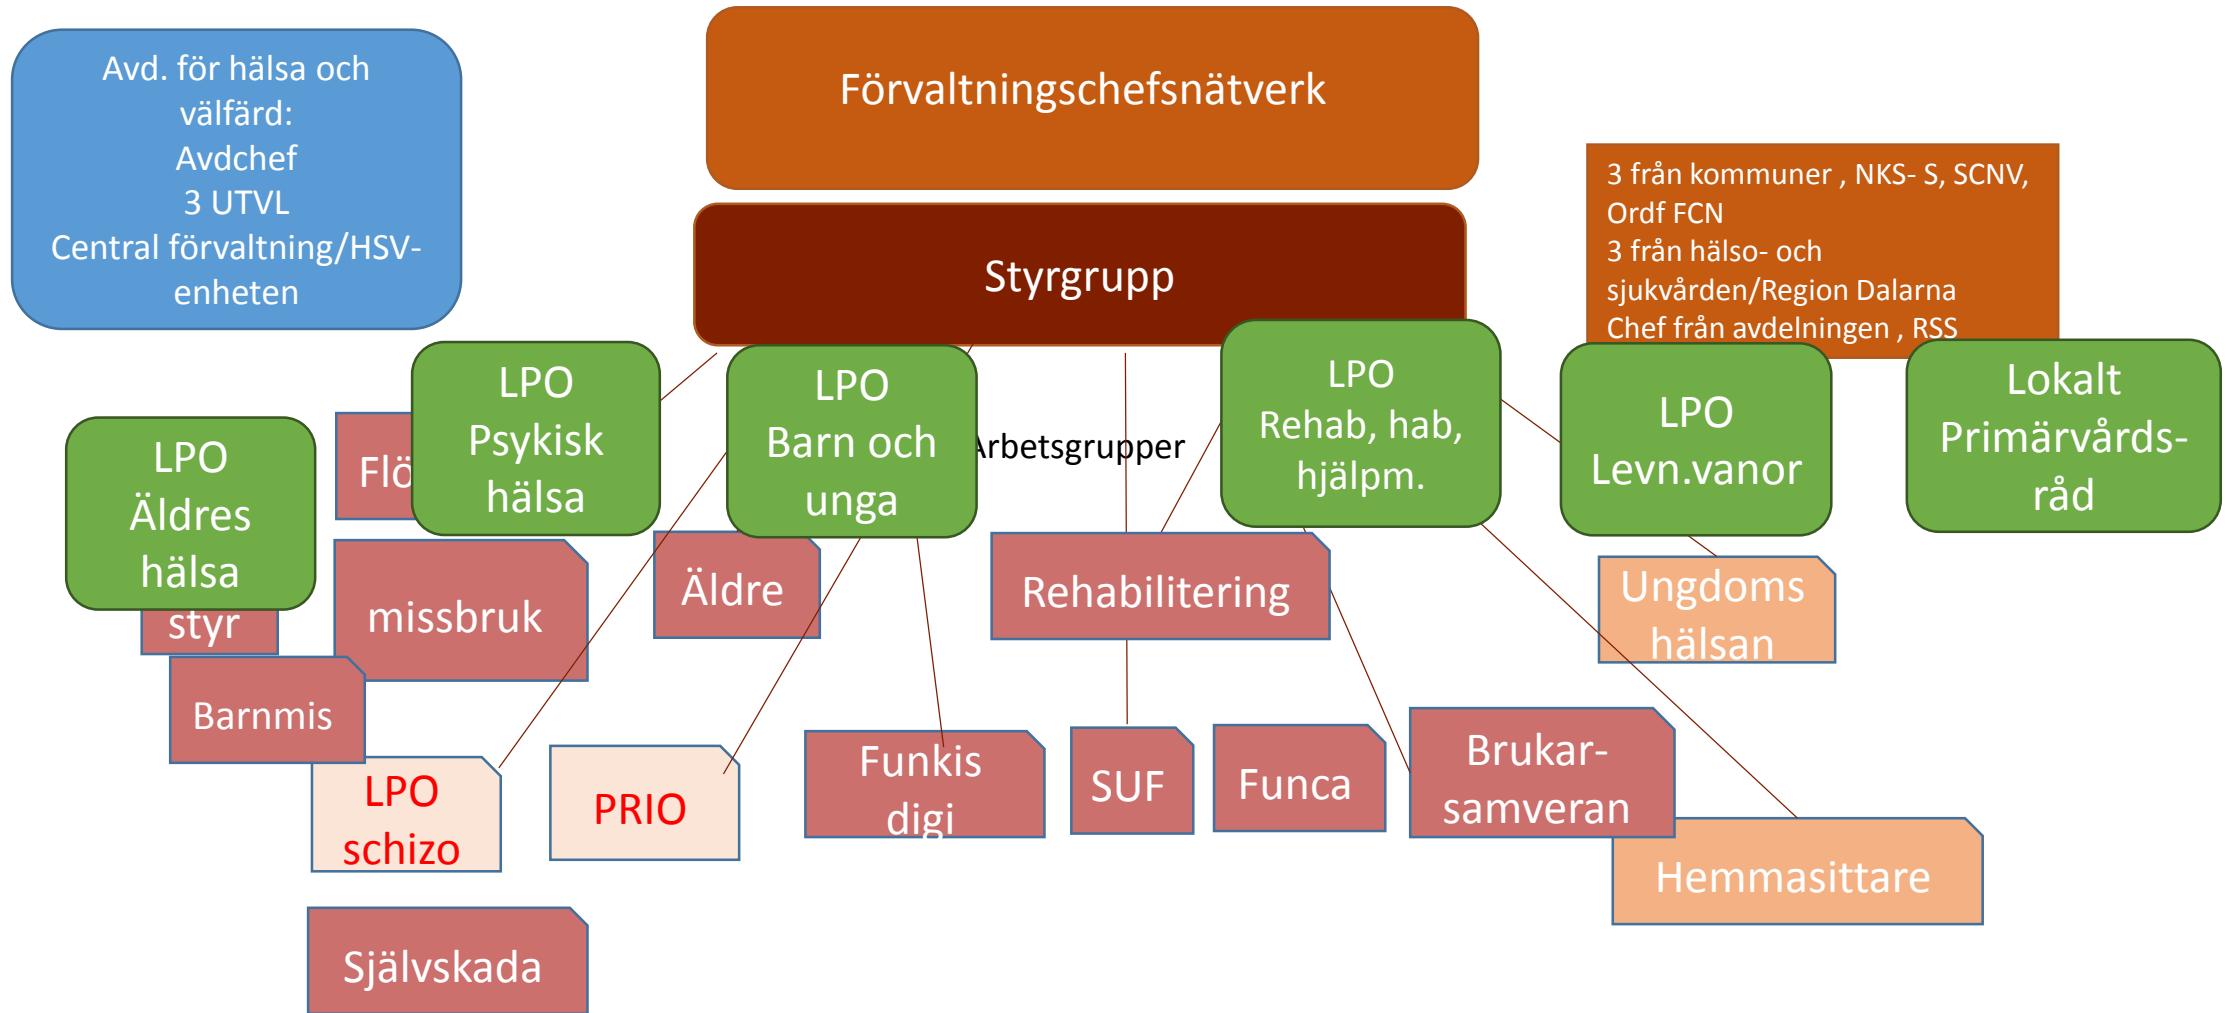 Avd. för hälsa och
välfärd:
Avdchef
3 UTVL
Central förvaltning/HSV-
enheten
Förvaltningschefsnätverk
Styrgrupp
3 från kommuner , NKS- S, SCNV,
Ordf FCN
3 från hälso- och
sjukvården/Region Dalarna
Chef från avdelningen , RSS
LPO
Äldres
hälsa
LPO
Psykisk
hälsa
LPO
Barn och
unga
Arbetsgrupper
LPO
Rehab, hab,
hjälpm.
LPO
Levn.vanor
Lokalt
Primärvårds-
råd
styr
missbruk
Äldre
Rehabilitering
Ungdoms
hälsan
Barnmis
LPO
schizo
PRIO
Funkis
digi
SUF
Funca
Brukar-
samveran
Hemmasittare
Självskada